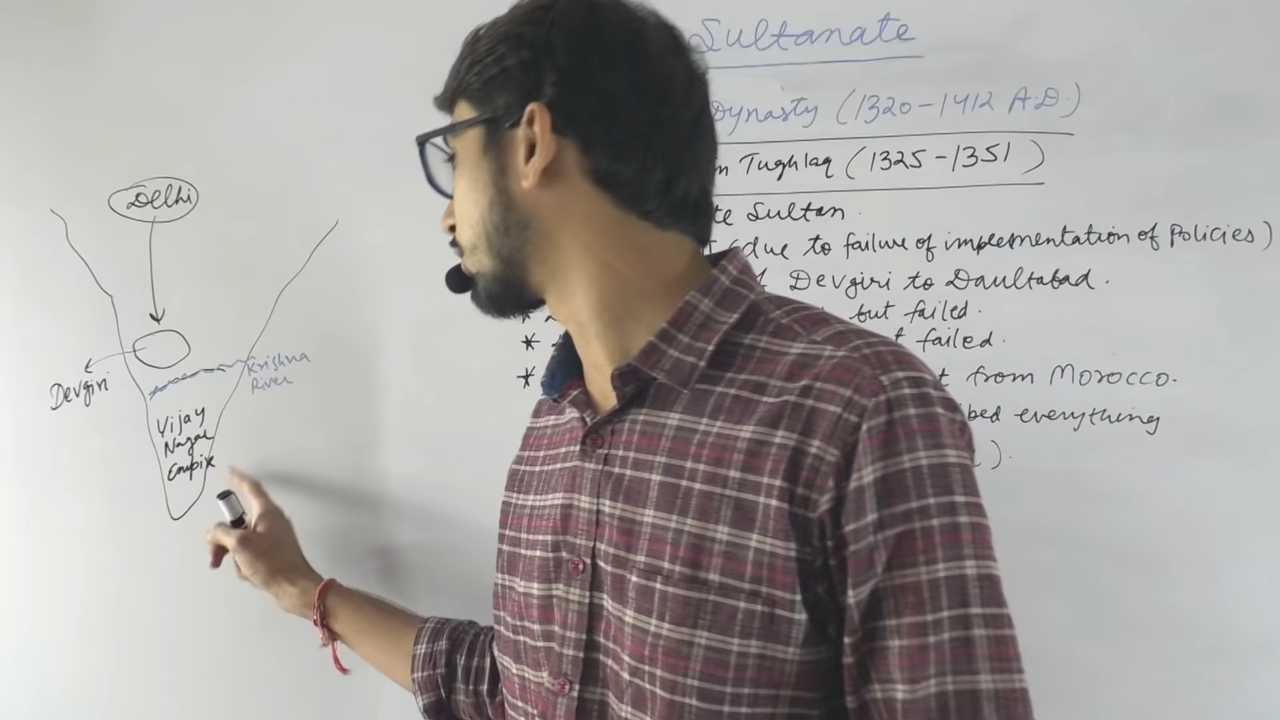 Sultanate
Dynasty (1320-1412 A.D.)
n Tughlaq (1325-1351)
te Sultan.
(due to failure of implementation of Policies)
Devgiri to Daultabad.
* but failed.
* t failed.
* t from Morocco.
bed everything
).
Delhi
Devgiri
Krishna
River
Vijay
Nagar
Empire